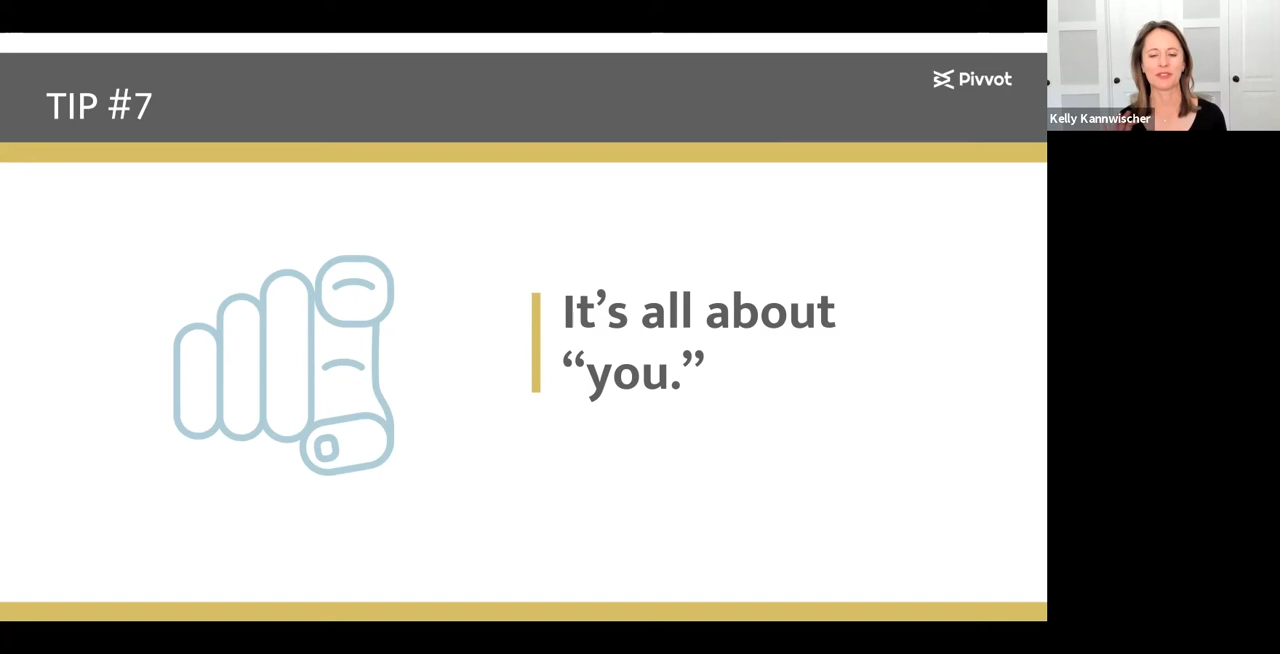 TIP #7
Pivvot
Kelly Kannwischer
It’s all about
“you.”